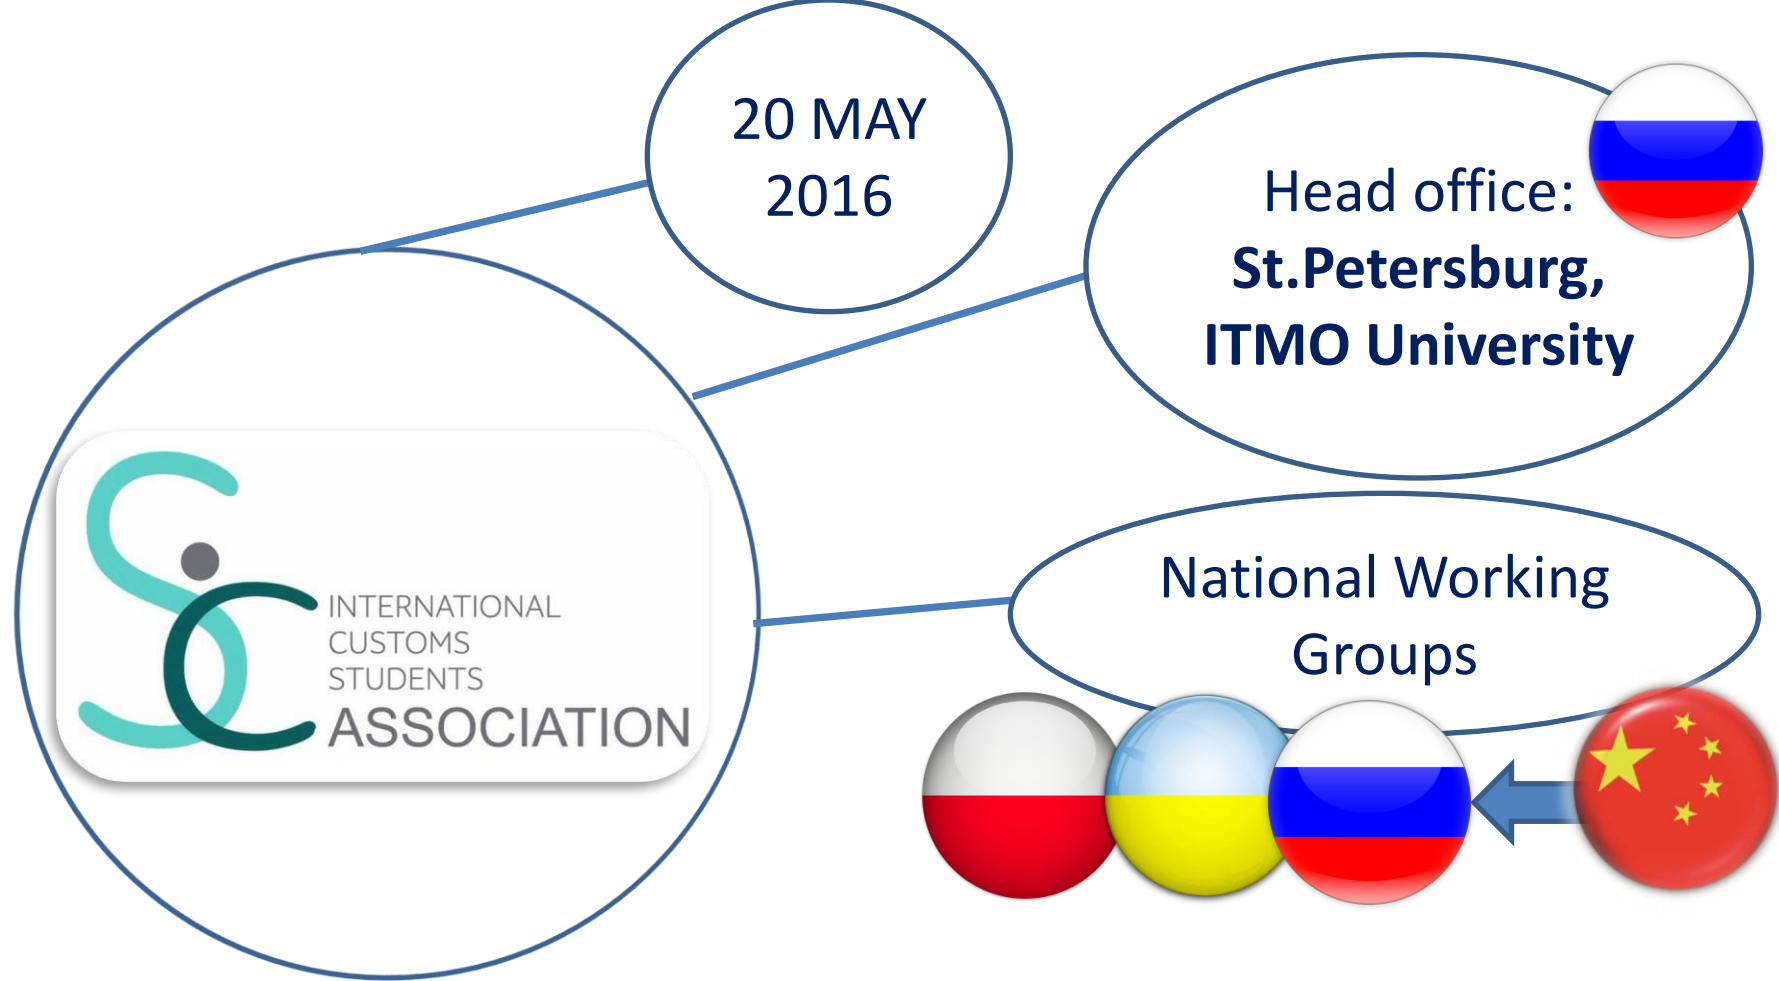 20 MAY
2016
Head office:
St.Petersburg,
ITMO University
INTERNATIONAL
CUSTOMS
STUDENTS
ASSOCIATION
National Working
Groups